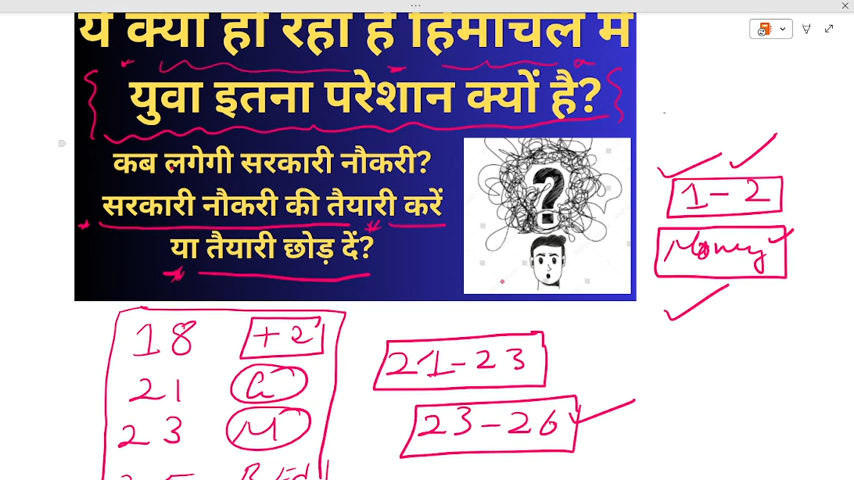 ये क्या हो रहा है हिमाचल में
युवा इतना परेशान क्यों है?
कब लगेगी सरकारी नौकरी?
सरकारी नौकरी की तैयारी करें
या तैयारी छोड़ दें?
1-2
Money
18 +2
21 G
23 M
21-23
23-26